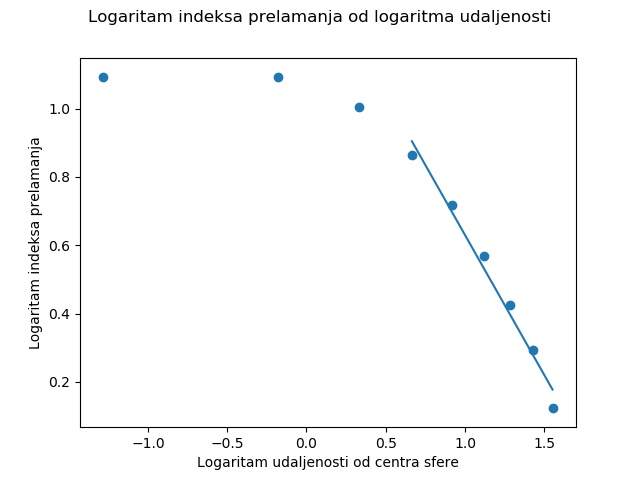 Logaritam indeksa prelamanja od logaritma udaljenosti
Logaritam indeksa prelamanja
1.0
0.8
0.6
0.4
0.2
−1.0 −0.5 0.0 0.5 1.0 1.5
Logaritam udaljenosti od centra sfere